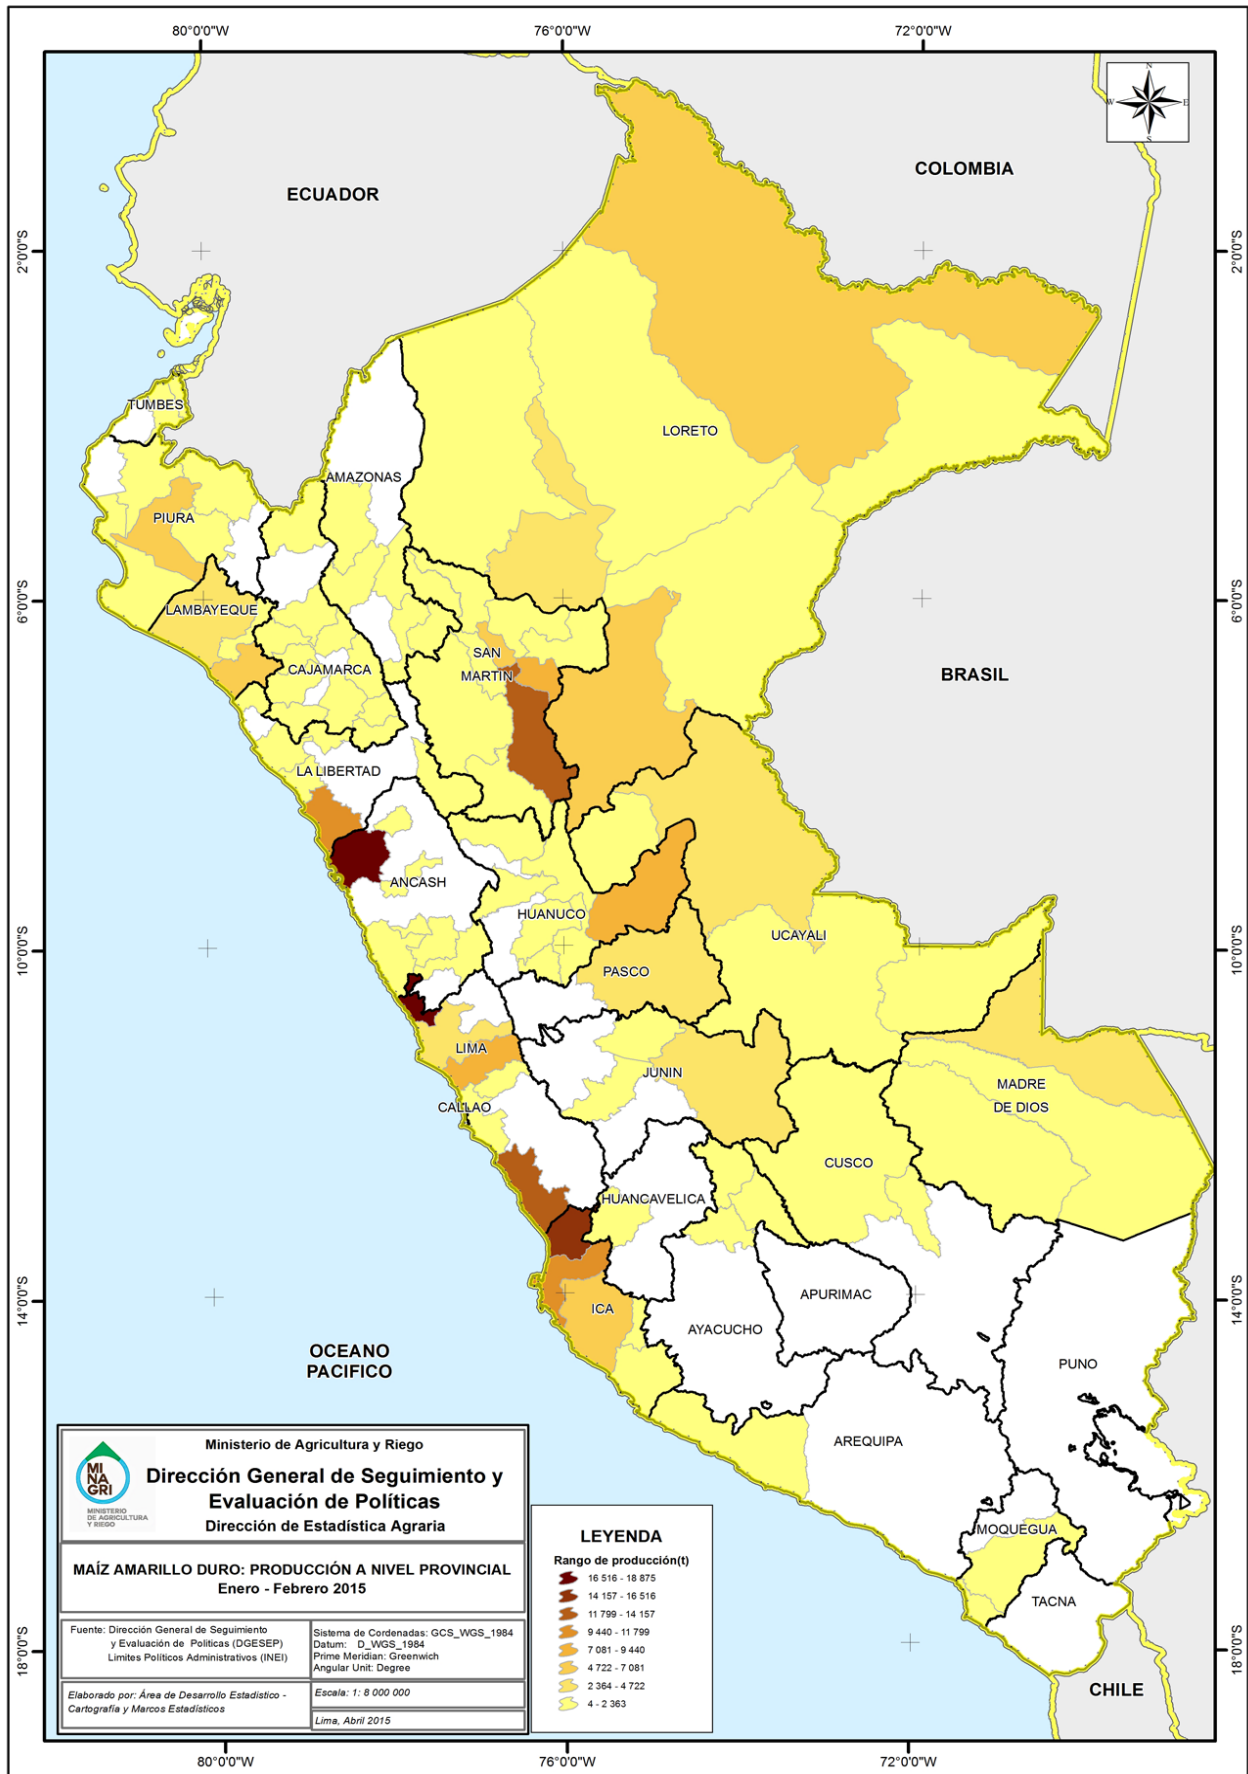 80°0'0"W
76°0'0"W
72°0'0"W
N
W
E
S
COLOMBIA
ECUADOR
2°0'0"S
2°0'0"S
TUMBES
LORETO
AMAZONAS
PIURA
6°0'0"S
6°0'0"S
LAMBAYEQUE
SAN
MARTIN
CAJAMARCA
BRASIL
LA LIBERTAD
ANCASH
HUANUCO
UCAYALI
10°0'0"S
10°0'0"S
PASCO
LIMA
JUNIN
MADRE
DE DIOS
CALLAO
CUSCO
HUANCAVELICA
14°0'0"S
14°0'0"S
APURIMAC
ICA
AYACUCHO
OCEANO
PACIFICO
PUNO
AREQUIPA
MOQUEGUA
TACNA
18°0'0"S
18°0'0"S
CHILE
MI
NA
GRI
MINISTERIO
DE AGRICULTURA
Y RIEGO
Ministerio de Agricultura y Riego
Dirección General de Seguimiento y
Evaluación de Políticas
Dirección de Estadística Agraria
MAÍZ AMARILLO DURO: PRODUCCIÓN A NIVEL PROVINCIAL
Enero - Febrero 2015
Fuente: Dirección General de Seguimiento
y Evaluación de Politicas (DGESEP)
Limites Políticos Administrativos (INEI)
Sistema de Cordenadas: GCS_WGS_1984
Datum: D_WGS_1984
Prime Meridian: Greenwich
Angular Unit: Degree
Elaborado por: Área de Desarrollo Estadístico -
Cartografía y Marcos Estadísticos
Escala: 1: 8 000 000
Lima, Abril 2015
LEYENDA
Rango de producción(t)
16 516 - 18 875
14 157 - 16 516
11 799 - 14 157
9 440 - 11 799
7 081 - 9 440
4 722 - 7 081
2 364 - 4 722
4 - 2 363
80°0'0"W
76°0'0"W
72°0'0"W